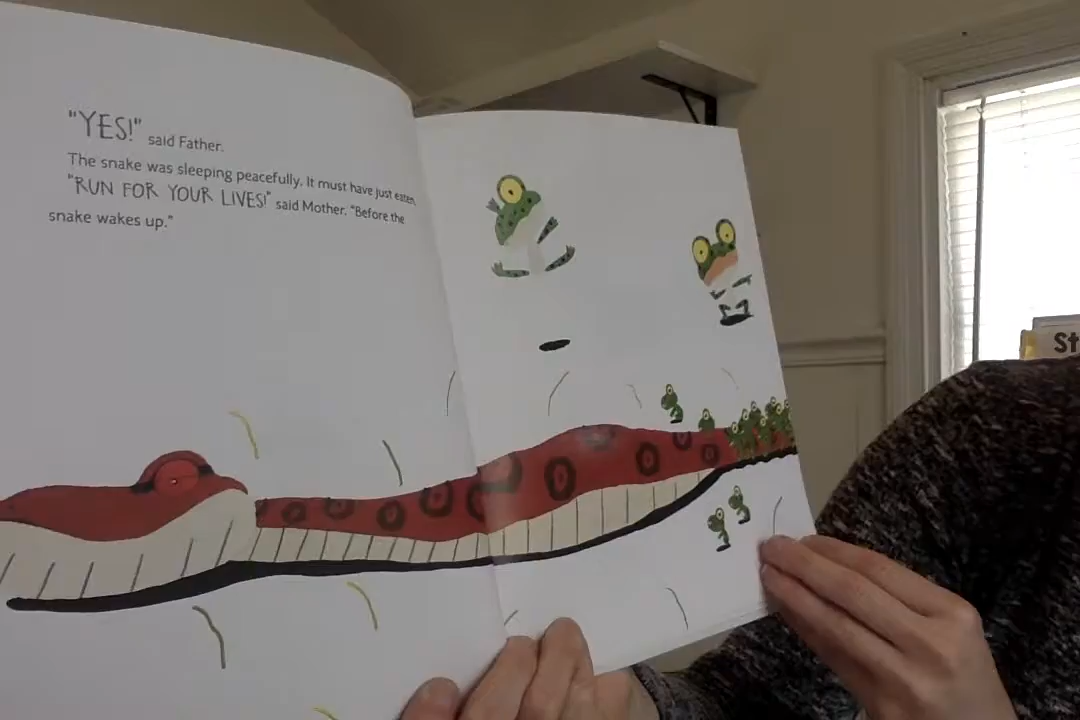 "YES!" said Father.
The snake was sleeping peacefully. It must have just eaten.
"RUN FOR YOUR LIVES!" said Mother. "Before the
snake wakes up."
St